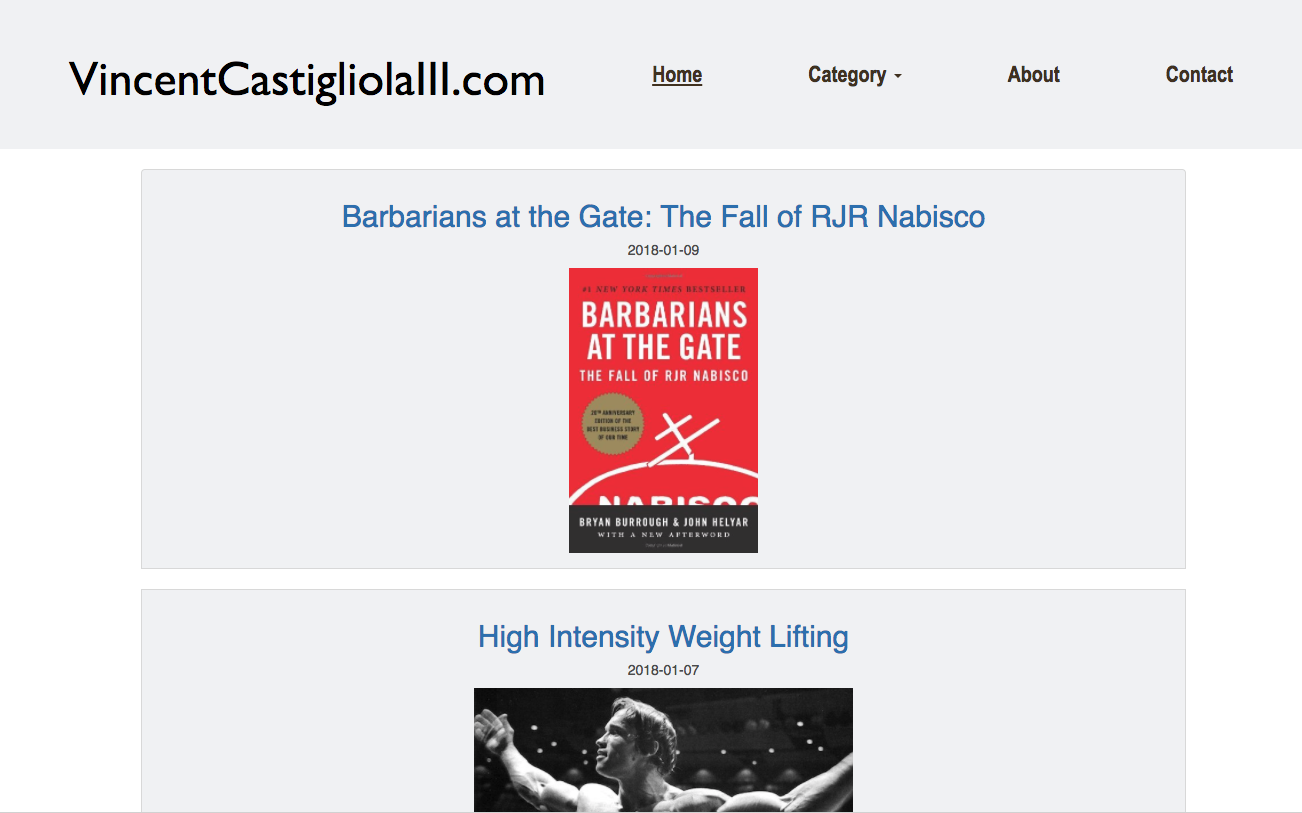 VincentCastigliolaIII.com
Home
Category
About
Contact
Barbarians at the Gate: The Fall of RJR Nabisco
2018-01-09
#1 NEW YORK TIMES BESTSELLER
BARBARIANS
AT THE GATE
THE FALL OF RJR NABISCO
20TH ANNIVERSARY
EDITION OF THE
BEST BUSINESS STORY
OF OUR TIME
NABISCO
BRYAN BURROUGH & JOHN HELYAR
WITH A NEW AFTERWORD
High Intensity Weight Lifting
2018-01-07